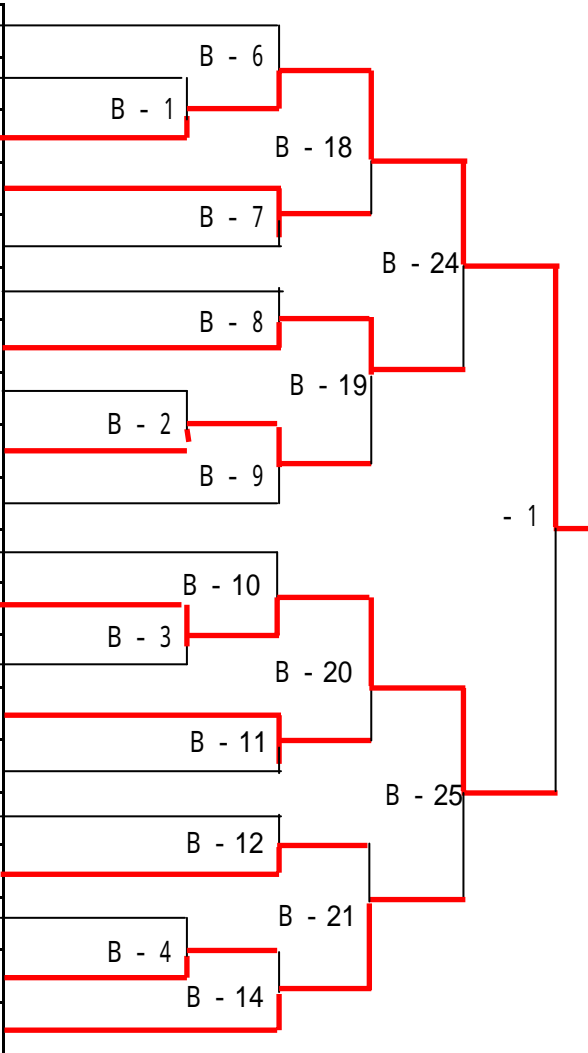 B - 6
B - 1
B - 18
B - 7
B - 24
B - 8
B - 19
B - 2
B - 9
- 1
B - 10
B - 3
B - 20
B - 11
B - 25
B - 12
B - 21
B - 4
B - 14